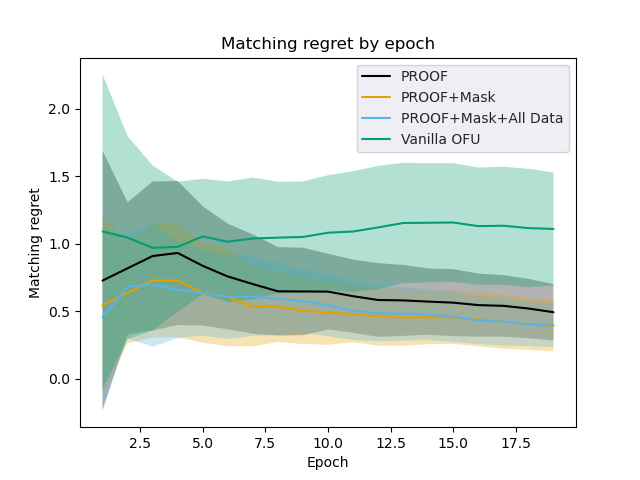 Matching regret by epoch
PROOF
PROOF+Mask
PROOF+Mask+All Data
Vanilla OFU
Matching regret
2.0
1.5
1.0
0.5
0.0
2.5
5.0
7.5
10.0
12.5
15.0
17.5
Epoch